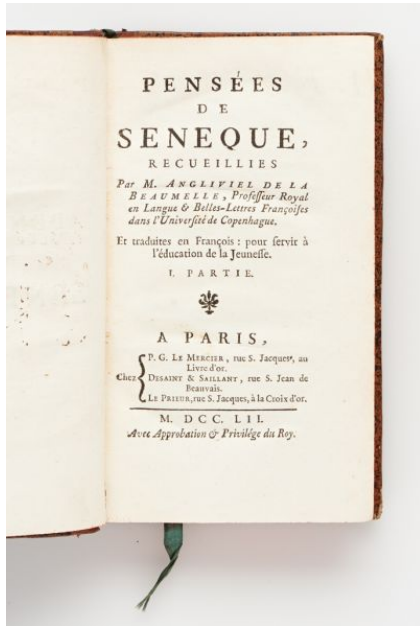 PENSÉES
DE
SENEQUE,
RECUEILLIES
Par M. ANGLIVIEL DE LA
BEAUMELLE, Professeur Royal
en Langue & Belles-Lettres Françoises
dans l'Université de Copenhague.
Et traduites en François : pour servir à
l'éducation de la Jeunesse.
I. PARTIE.
A PARIS,
P. G. LE MERCIER, rue S. Jacques, au
Livre d'or.
Chez DESAINT & SAILLANT, rue S. Jean de
Beauvais.
LE PRIEUR, rue S. Jacques, à la Croix d'or.
M. DCC. LII.
Avec Approbation & Privilége du Roy.